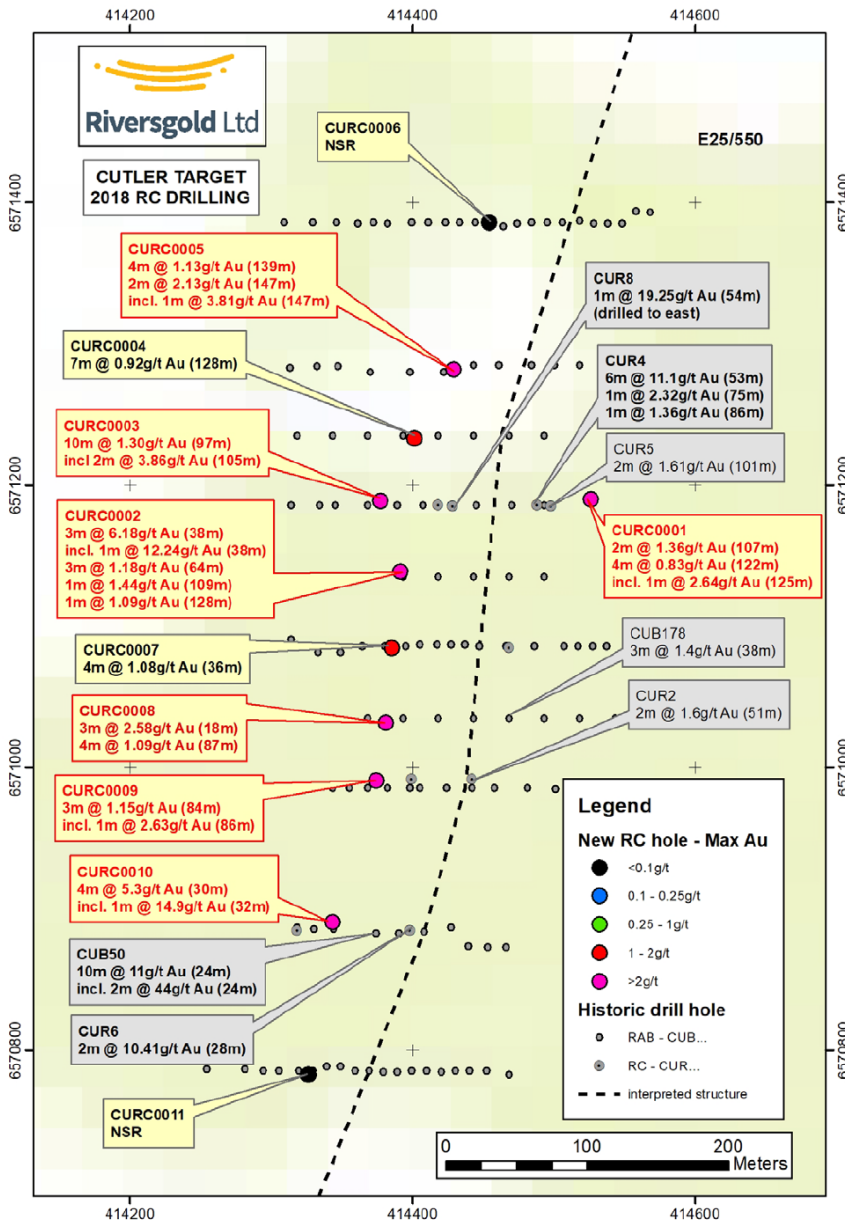 414200
414400
414600
Riversgold Ltd
CUTLER TARGET
2018 RC DRILLING
E25/550
CURC0006
NSR
6571400
6571400
CURC0005
4m @ 1.13g/t Au (139m)
2m @ 2.13g/t Au (147m)
incl. 1m @ 3.81g/t Au (147m)
CUR8
1m @ 19.25g/t Au (54m)
(drilled to east)
CURC0004
7m @ 0.92g/t Au (128m)
CUR4
6m @ 11.1g/t Au (53m)
1m @ 2.32g/t Au (75m)
1m @ 1.36g/t Au (86m)
CURC0003
10m @ 1.30g/t Au (97m)
incl 2m @ 3.86g/t Au (105m)
CUR5
2m @ 1.61g/t Au (101m)
6571200
6571200
CURC0002
3m @ 6.18g/t Au (38m)
incl. 1m @ 12.24g/t Au (38m)
3m @ 1.18g/t Au (64m)
1m @ 1.44g/t Au (109m)
1m @ 1.09g/t Au (128m)
CURC0001
2m @ 1.36g/t Au (107m)
4m @ 0.83g/t Au (122m)
incl. 1m @ 2.64g/t Au (125m)
CURC0007
4m @ 1.08g/t Au (36m)
CUB178
3m @ 1.4g/t Au (38m)
CURC0008
3m @ 2.58g/t Au (18m)
4m @ 1.09g/t Au (87m)
CUR2
2m @ 1.6g/t Au (51m)
6571000
6571000
CURC0009
3m @ 1.15g/t Au (84m)
incl. 1m @ 2.63g/t Au (86m)
CURC0010
4m @ 5.3g/t Au (30m)
incl. 1m @ 14.9g/t Au (32m)
CUB50
10m @ 11g/t Au (24m)
incl. 2m @ 44g/t Au (24m)
CUR6
2m @ 10.41g/t Au (28m)
6570800
6570800
CURC0011
NSR
Legend
New RC hole - Max Au
<0.1g/t
0.1 - 0.25g/t
0.25 - 1g/t
1 - 2g/t
>2g/t
Historic drill hole
RAB - CUB...
RC - CUR...
interpreted structure
0 100 200
Meters
414200
414400
414600